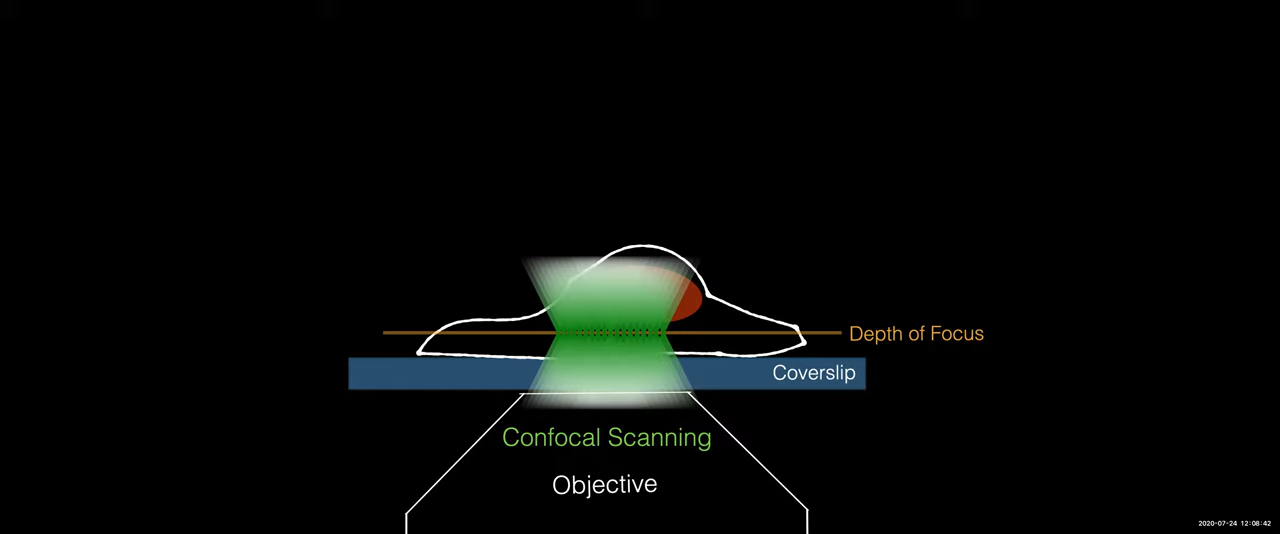 Depth of Focus
Coverslip
Confocal Scanning
Objective
2020-07-24 12:08:42